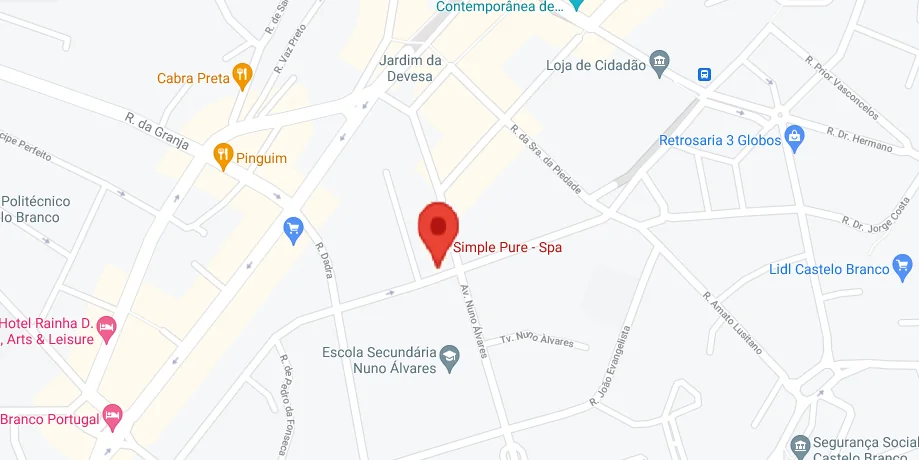 Contemporânea de...
R. de Sa
R. Vaz Preto
Jardim da
Devesa
Loja de Cidadão
Cabra Preta
R. Prior Vasconcelos
R. da Granja
R. Dr. Hermano
R. da Sra. da Piedade
Retrosaria 3 Globos
cipe Perfeito
Pinguim
Politécnico
lo Branco
R. Dr. Jorge Costa
R. Dadra
Simple Pure - Spa
Lidl Castelo Branco
Av. Nuno Álvares
R. Amato Lusitano
Hotel Rainha D.
, Arts & Leisure
Tv. Nuno Álvares
Escola Secundária
Nuno Álvares
R. João Evangelista
R. de Pedro da Fonseca
Branco Portugal
Segurança Social
Castelo Branco